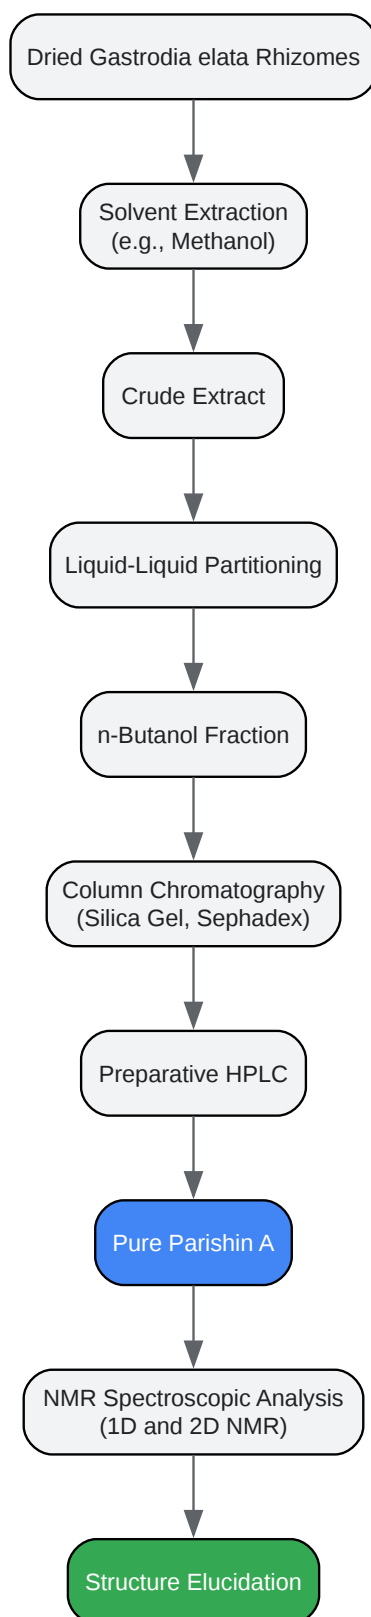 Dried Gastrodia elata Rhizomes
Solvent Extraction
(e.g., Methanol)
Crude Extract
Liquid-Liquid Partitioning
n-Butanol Fraction
Column Chromatography
(Silica Gel, Sephadex)
Preparative HPLC
Pure Parishin A
NMR Spectroscopic Analysis
(1D and 2D NMR)
Structure Elucidation